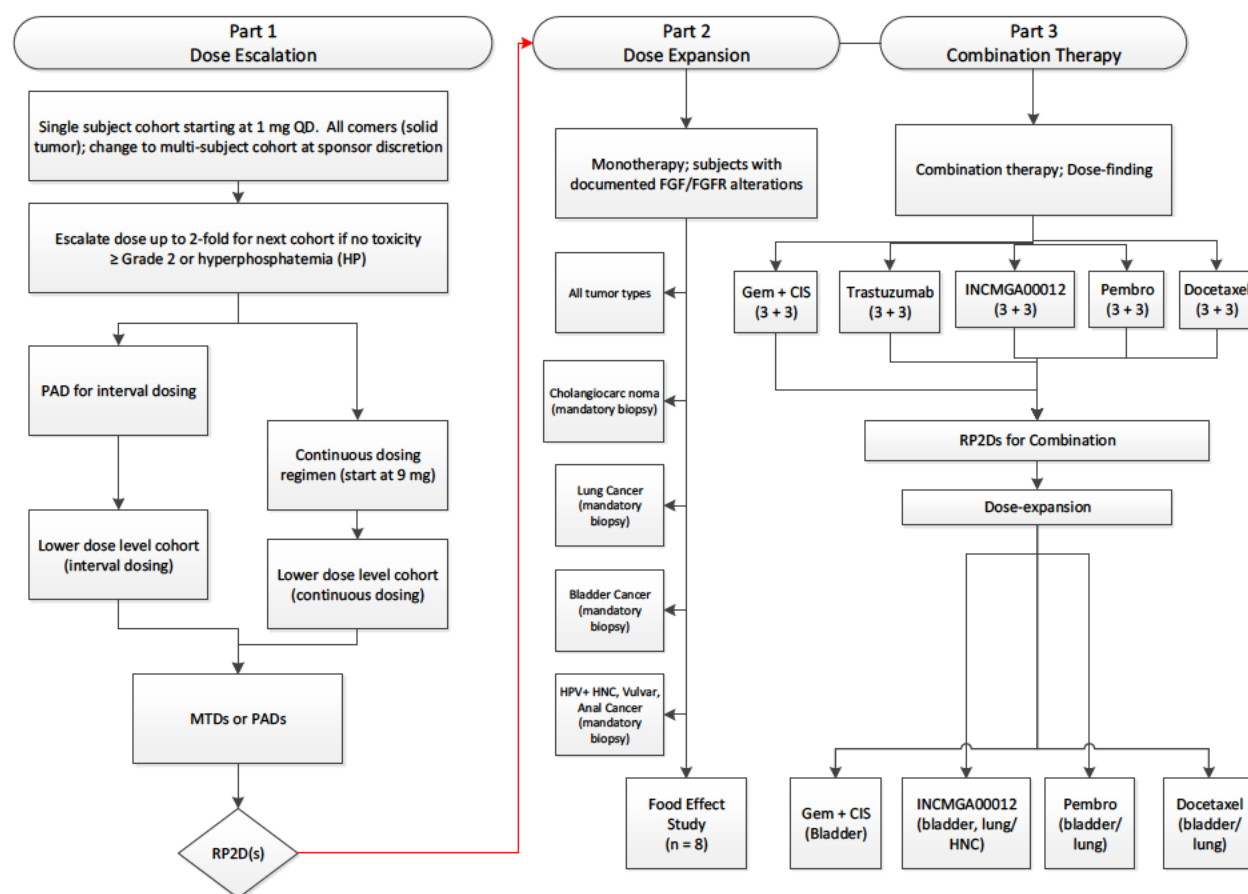 Part 1
Dose Escalation
Single subject cohort starting at 1 mg QD.  All comers (solid
tumor); change to multi-subject cohort at sponsor discretion
Escalate dose up to 2-fold for next cohort if no toxicity
≥ Grade 2 or hyperphosphatemia (HP)
PAD for interval dosing
Continuous dosing
regimen (start at 9 mg)
Lower dose level cohort
(interval dosing)
Lower dose level cohort
(continuous dosing)
MTDs or PADs
RP2D(s)
Part 2
Dose Expansion
Monotherapy; subjects with
documented FGF/FGFR alterations
All tumor types
Cholangiocarc noma
(mandatory biopsy)
Lung Cancer
(mandatory
biopsy)
Bladder Cancer
(mandatory
biopsy)
HPV+ HNC, Vulvar,
Anal Cancer
(mandatory
biopsy)
Food Effect
Study
(n = 8)
Part 3
Combination Therapy
Combination therapy; Dose-finding
Gem + CIS
(3 + 3)
Trastuzumab
(3 + 3)
INCMGA00012
(3 + 3)
Pembro
(3 + 3)
Docetaxel
(3 + 3)
RP2Ds for Combination
Dose-expansion
Gem + CIS
(Bladder)
INCMGA00012
(bladder, lung/
HNC)
Pembro
(bladder/
lung)
Docetaxel
(bladder/
lung)